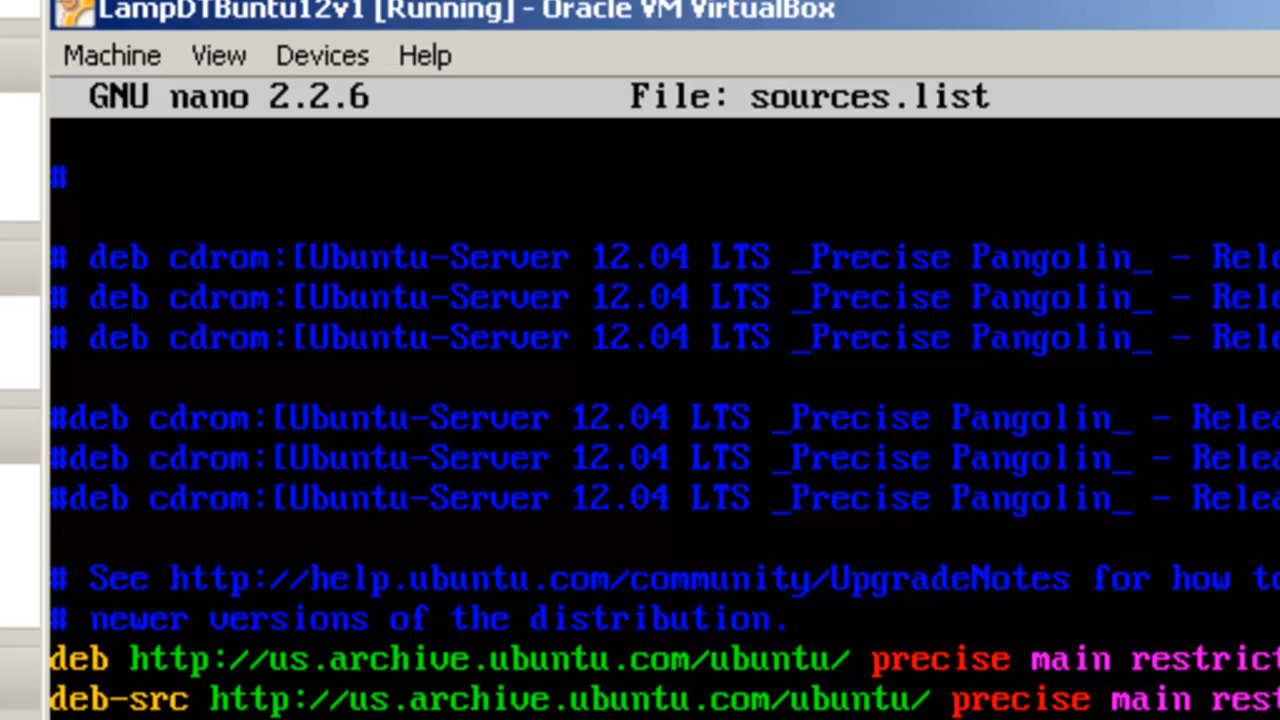 LampDTBuntu12v1 [Running] - Oracle VM VirtualBox
Machine View Devices Help
GNU nano 2.2.6 File: sources.list
#
# deb cdrom:[Ubuntu-Server 12.04 LTS _Precise Pangolin_ - Rele
# deb cdrom:[Ubuntu-Server 12.04 LTS _Precise Pangolin_ - Rele
# deb cdrom:[Ubuntu-Server 12.04 LTS _Precise Pangolin_ - Rele
#deb cdrom:[Ubuntu-Server 12.04 LTS _Precise Pangolin_ - Relea
#deb cdrom:[Ubuntu-Server 12.04 LTS _Precise Pangolin_ - Relea
#deb cdrom:[Ubuntu-Server 12.04 LTS _Precise Pangolin_ - Relea
# See http://help.ubuntu.com/community/UpgradeNotes for how to
# newer versions of the distribution.
deb http://us.archive.ubuntu.com/ubuntu/ precise main restrict
deb-src http://us.archive.ubuntu.com/ubuntu/ precise main rest